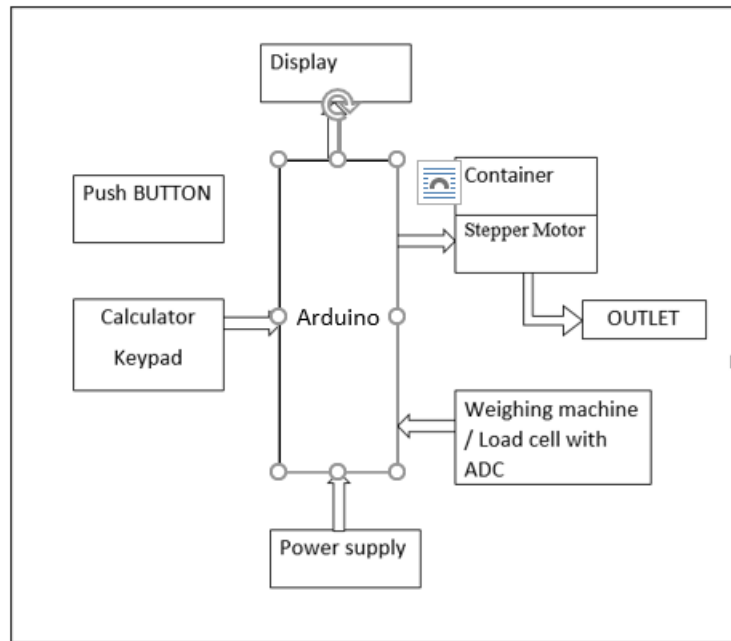 Display
Push BUTTON
Container
Stepper Motor
Calculator
Keypad
Arduino
OUTLET
Weighing machine
/ Load cell with
ADC
Power supply